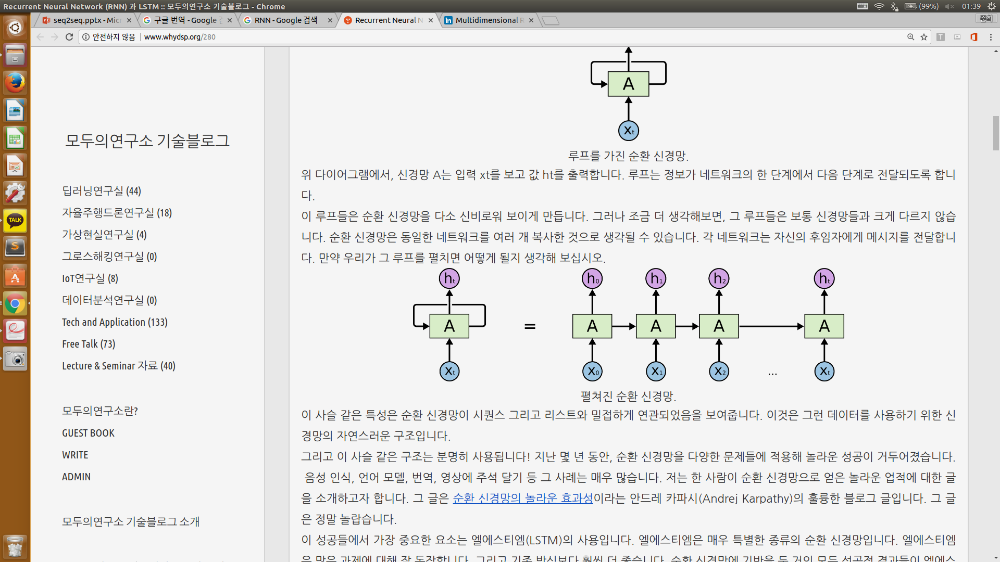 Recurrent Neural Network (RNN) 과 LSTM :: 모두의연구소 기술블로그 - Chrome
(99%) 01:39
seq2seq.pptx - Micr
구글 번역 - Google
RNN - Google 검색
Recurrent Neural N
Multidimensional R
준희
안전하지 않음 www.whydsp.org/280
모두의연구소 기술블로그
딥러닝연구실 (44)
자율주행드론연구실 (18)
가상현실연구실 (4)
그로스해킹연구실 (0)
IoT연구실 (8)
데이터분석연구실 (0)
Tech and Application (133)
Free Talk (73)
Lecture & Seminar 자료 (40)
모두의연구소란?
GUEST BOOK
WRITE
ADMIN
모두의연구소 기술블로그 소개
TALK
A
xt
루프를 가진 순환 신경망.
위 다이어그램에서, 신경망 A는 입력 xt를 보고 값 ht를 출력합니다. 루프는 정보가 네트워크의 한 단계에서 다음 단계로 전달되도록 합니
다.
이 루프들은 순환 신경망을 다소 신비로워 보이게 만듭니다. 그러나 조금 더 생각해보면, 그 루프들은 보통 신경망들과 크게 다르지 않습
니다. 순환 신경망은 동일한 네트워크를 여러 개 복사한 것으로 생각될 수 있습니다. 각 네트워크는 자신의 후임자에게 메시지를 전달합니
다. 만약 우리가 그 루프를 펼치면 어떻게 될지 생각해 보십시오.
ht h0 h1 h2 ht
A = A A A A
xt x0 x1 x2 ... xt
펼쳐진 순환 신경망.
이 사슬 같은 특성은 순환 신경망이 시퀀스 그리고 리스트와 밀접하게 연관되었음을 보여줍니다. 이것은 그런 데이터를 사용하기 위한 신
경망의 자연스러운 구조입니다.
그리고 이 사슬 같은 구조는 분명히 사용됩니다! 지난 몇 년 동안, 순환 신경망을 다양한 문제들에 적용해 놀라운 성공이 거두어졌습니다.
음성 인식, 언어 모델, 번역, 영상에 주석 달기 등 그 사례는 매우 많습니다. 저는 한 사람이 순환 신경망으로 얻은 놀라운 업적에 대한 글
을 소개하고자 합니다. 그 글은 순환 신경망의 놀라운 효과성이라는 안드레 카파시(Andrej Karpathy)의 훌륭한 블로그 글입니다. 그 글
은 정말 놀랍습니다.
이 성공들에서 가장 중요한 요소는 엘에스티엠(LSTM)의 사용입니다. 엘에스티엠은 매우 특별한 종류의 순환 신경망입니다. 엘에스티엠
은 많은 과제에 대해 잘 동작합니다. 그리고 기존 방식보다 훨씬 더 좋습니다. 순환 신경망에 기반을 둔 거의 모두 성공적 결과들이 엘에스